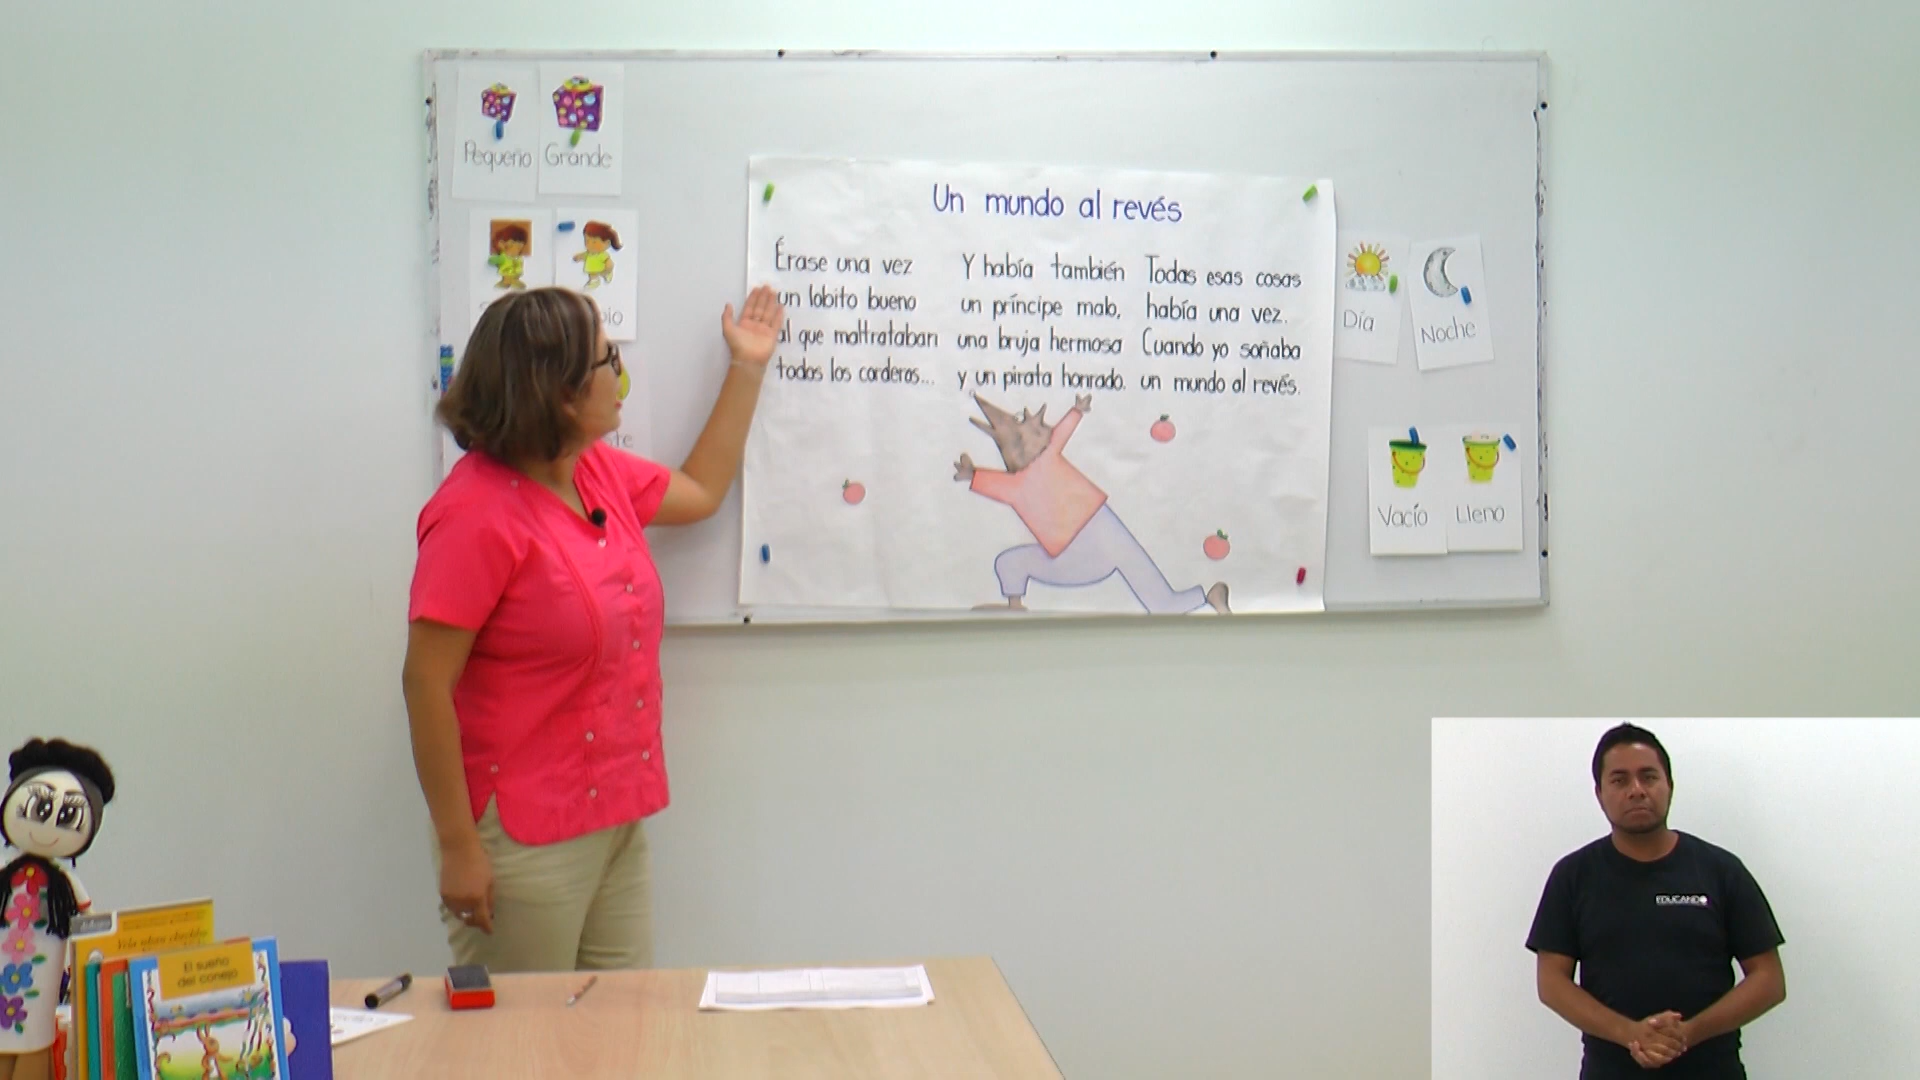 Pequeño
Grande
Un mundo al revés
Érase una vez
un lobito bueno
al que maltrataban
todos los corderos...
Y había también
un príncipe malo,
una bruja hermosa
y un pirata honrado.
Todas esas cosas
había una vez.
Cuando yo soñaba
un mundo al revés.
Día
Noche
Vacío
Lleno
El sueño
del conejo
EDUCANDO